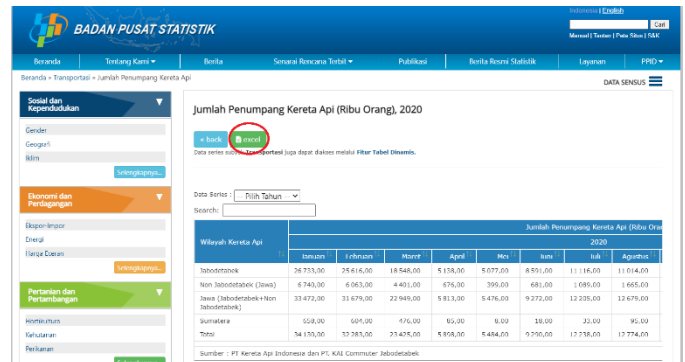 Indonesia | English
BADAN PUSAT STATISTIK
Cari
Manual | Tautan | Peta Situs | S&K
Beranda Tentang Kami Berita Senarai Rencana Terbit Publikasi Berita Resmi Statistik Layanan PPID
Beranda » Transportasi » Jumlah Penumpang Kereta Api
DATA SENSUS
Sosial dan
Kependudukan
Gender
Geografi
Iklim
Selengkapnya...
Ekonomi dan
Perdagangan
Ekspor-Impor
Energi
Harga Eceran
Selengkapnya...
Pertanian dan
Pertambangan
Hortikultura
Kehutanan
Perikanan
Jumlah Penumpang Kereta Api (Ribu Orang), 2020
« back excel
Data series subjek Transportasi juga dapat diakses melalui Fitur Tabel Dinamis.
Data Series : -- Pilih Tahun --
Search:
Jumlah Penumpang Kereta Api (Ribu Oran
Wilayah Kereta Api 2020
Januari Februari Maret April Mei Juni Juli Agustus
Jabodetabek 26 733,00 25 616,00 18 548,00 5 138,00 5 077,00 8 591,00 11 116,00 11 014,00
Non Jabodetabek (Jawa) 6 740,00 6 063,00 4 401,00 676,00 399,00 681,00 1 089,00 1 665,00
Jawa (Jabodetabek+Non Jabodetabek) 33 472,00 31 679,00 22 949,00 5 813,00 5 476,00 9 272,00 12 205,00 12 679,00
Sumatera 658,00 604,00 476,00 85,00 8,00 18,00 33,00 95,00
Total 34 130,00 32 283,00 23 425,00 5 898,00 5 484,00 9 290,00 12 238,00 12 774,00
Sumber : PT Kereta Api Indonesia dan PT. KAI Commuter Jabodetabek